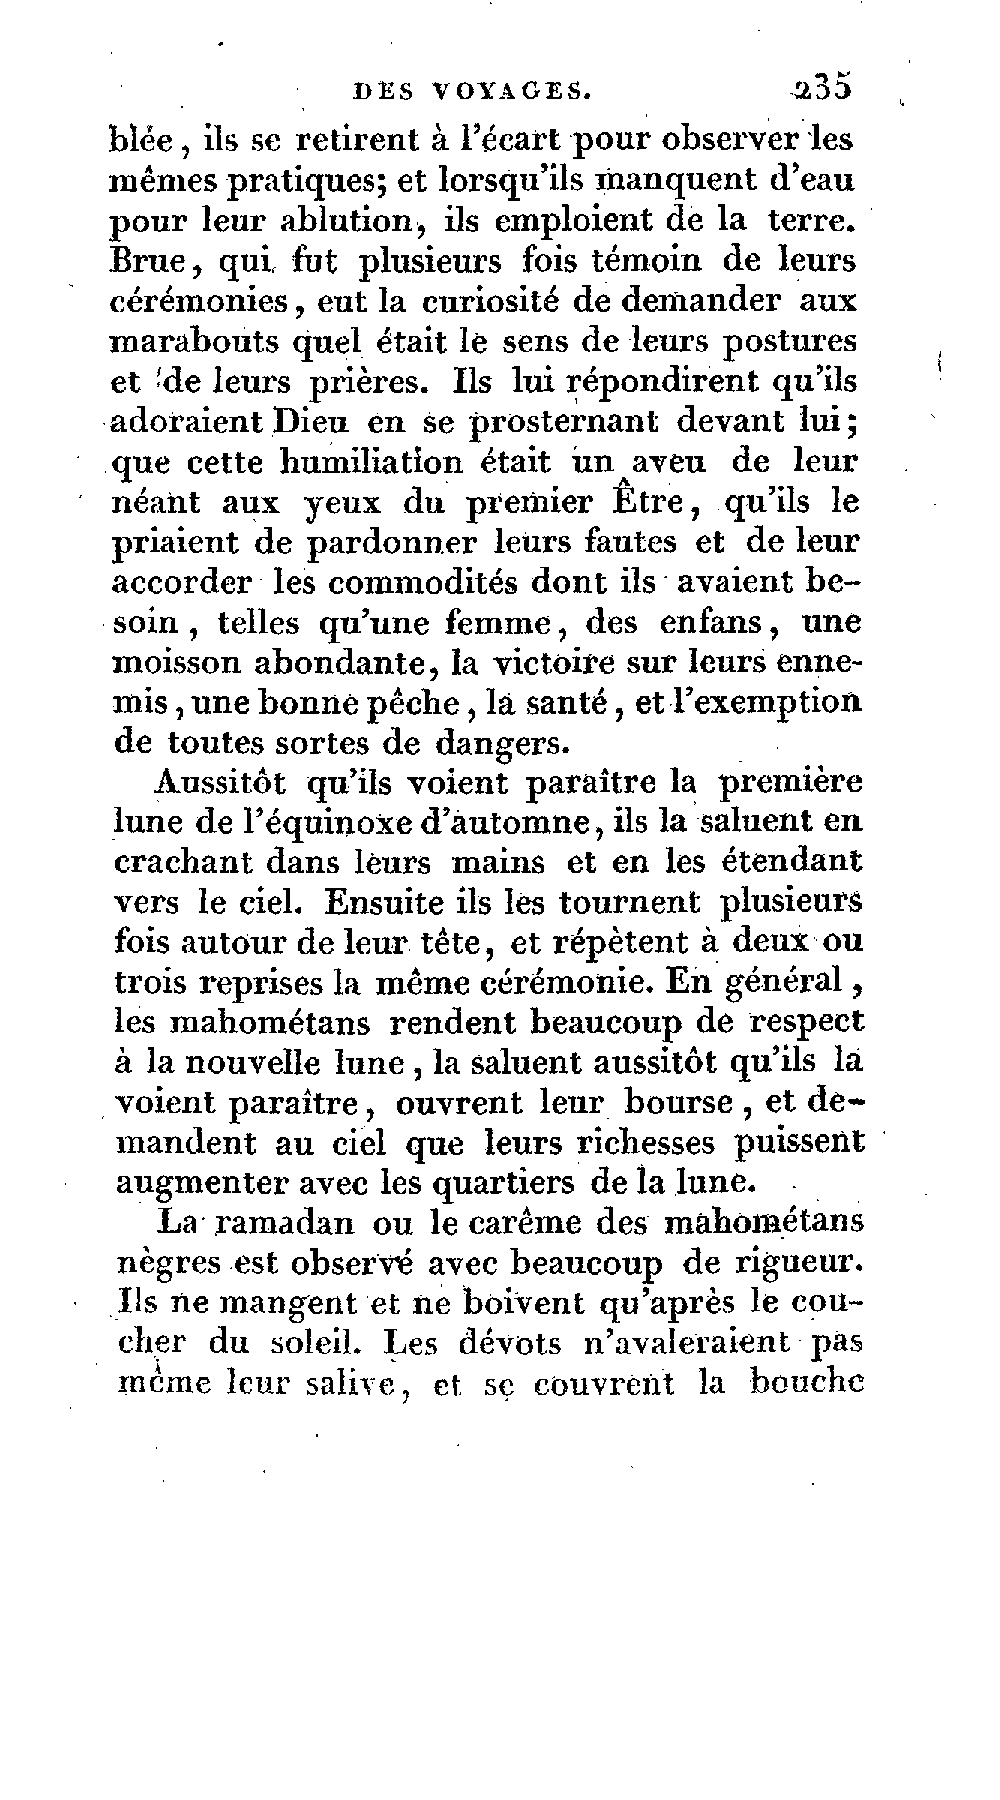 DES VOYAGES. 235
blée, ils se retirent à l'écart pour observer les
mêmes pratiques; et lorsqu'ils manquent d'eau
pour leur ablution, ils emploient de la terre.
Brue, qui fut plusieurs fois témoin de leurs
cérémonies, eut la curiosité de demander aux
marabouts quel était le sens de leurs postures
et de leurs prières. Ils lui répondirent qu'ils
adoraient Dieu en se prosternant devant lui;
que cette humiliation était un aveu de leur
néant aux yeux du premier Être, qu'ils le
priaient de pardonner leurs fautes et de leur
accorder les commodités dont ils avaient be-
soin, telles qu'une femme, des enfans, une
moisson abondante, la victoire sur leurs enne-
mis, une bonne pêche, la santé, et l'exemption
de toutes sortes de dangers.
Aussitôt qu'ils voient paraître la première
lune de l'équinoxe d'automne, ils la saluent en
crachant dans leurs mains et en les étendant
vers le ciel. Ensuite ils les tournent plusieurs
fois autour de leur tête, et répètent à deux ou
trois reprises la même cérémonie. En général,
les mahométans rendent beaucoup de respect
à la nouvelle lune, la saluent aussitôt qu'ils la
voient paraître, ouvrent leur bourse, et de-
mandent au ciel que leurs richesses puissent
augmenter avec les quartiers de la lune.
La ramadan ou le carême des mahométans
nègres est observé avec beaucoup de rigueur.
Ils ne mangent et ne boivent qu'après le cou-
cher du soleil. Les dévots n'avaleraient pas
même leur salive, et se couvrent la bouche